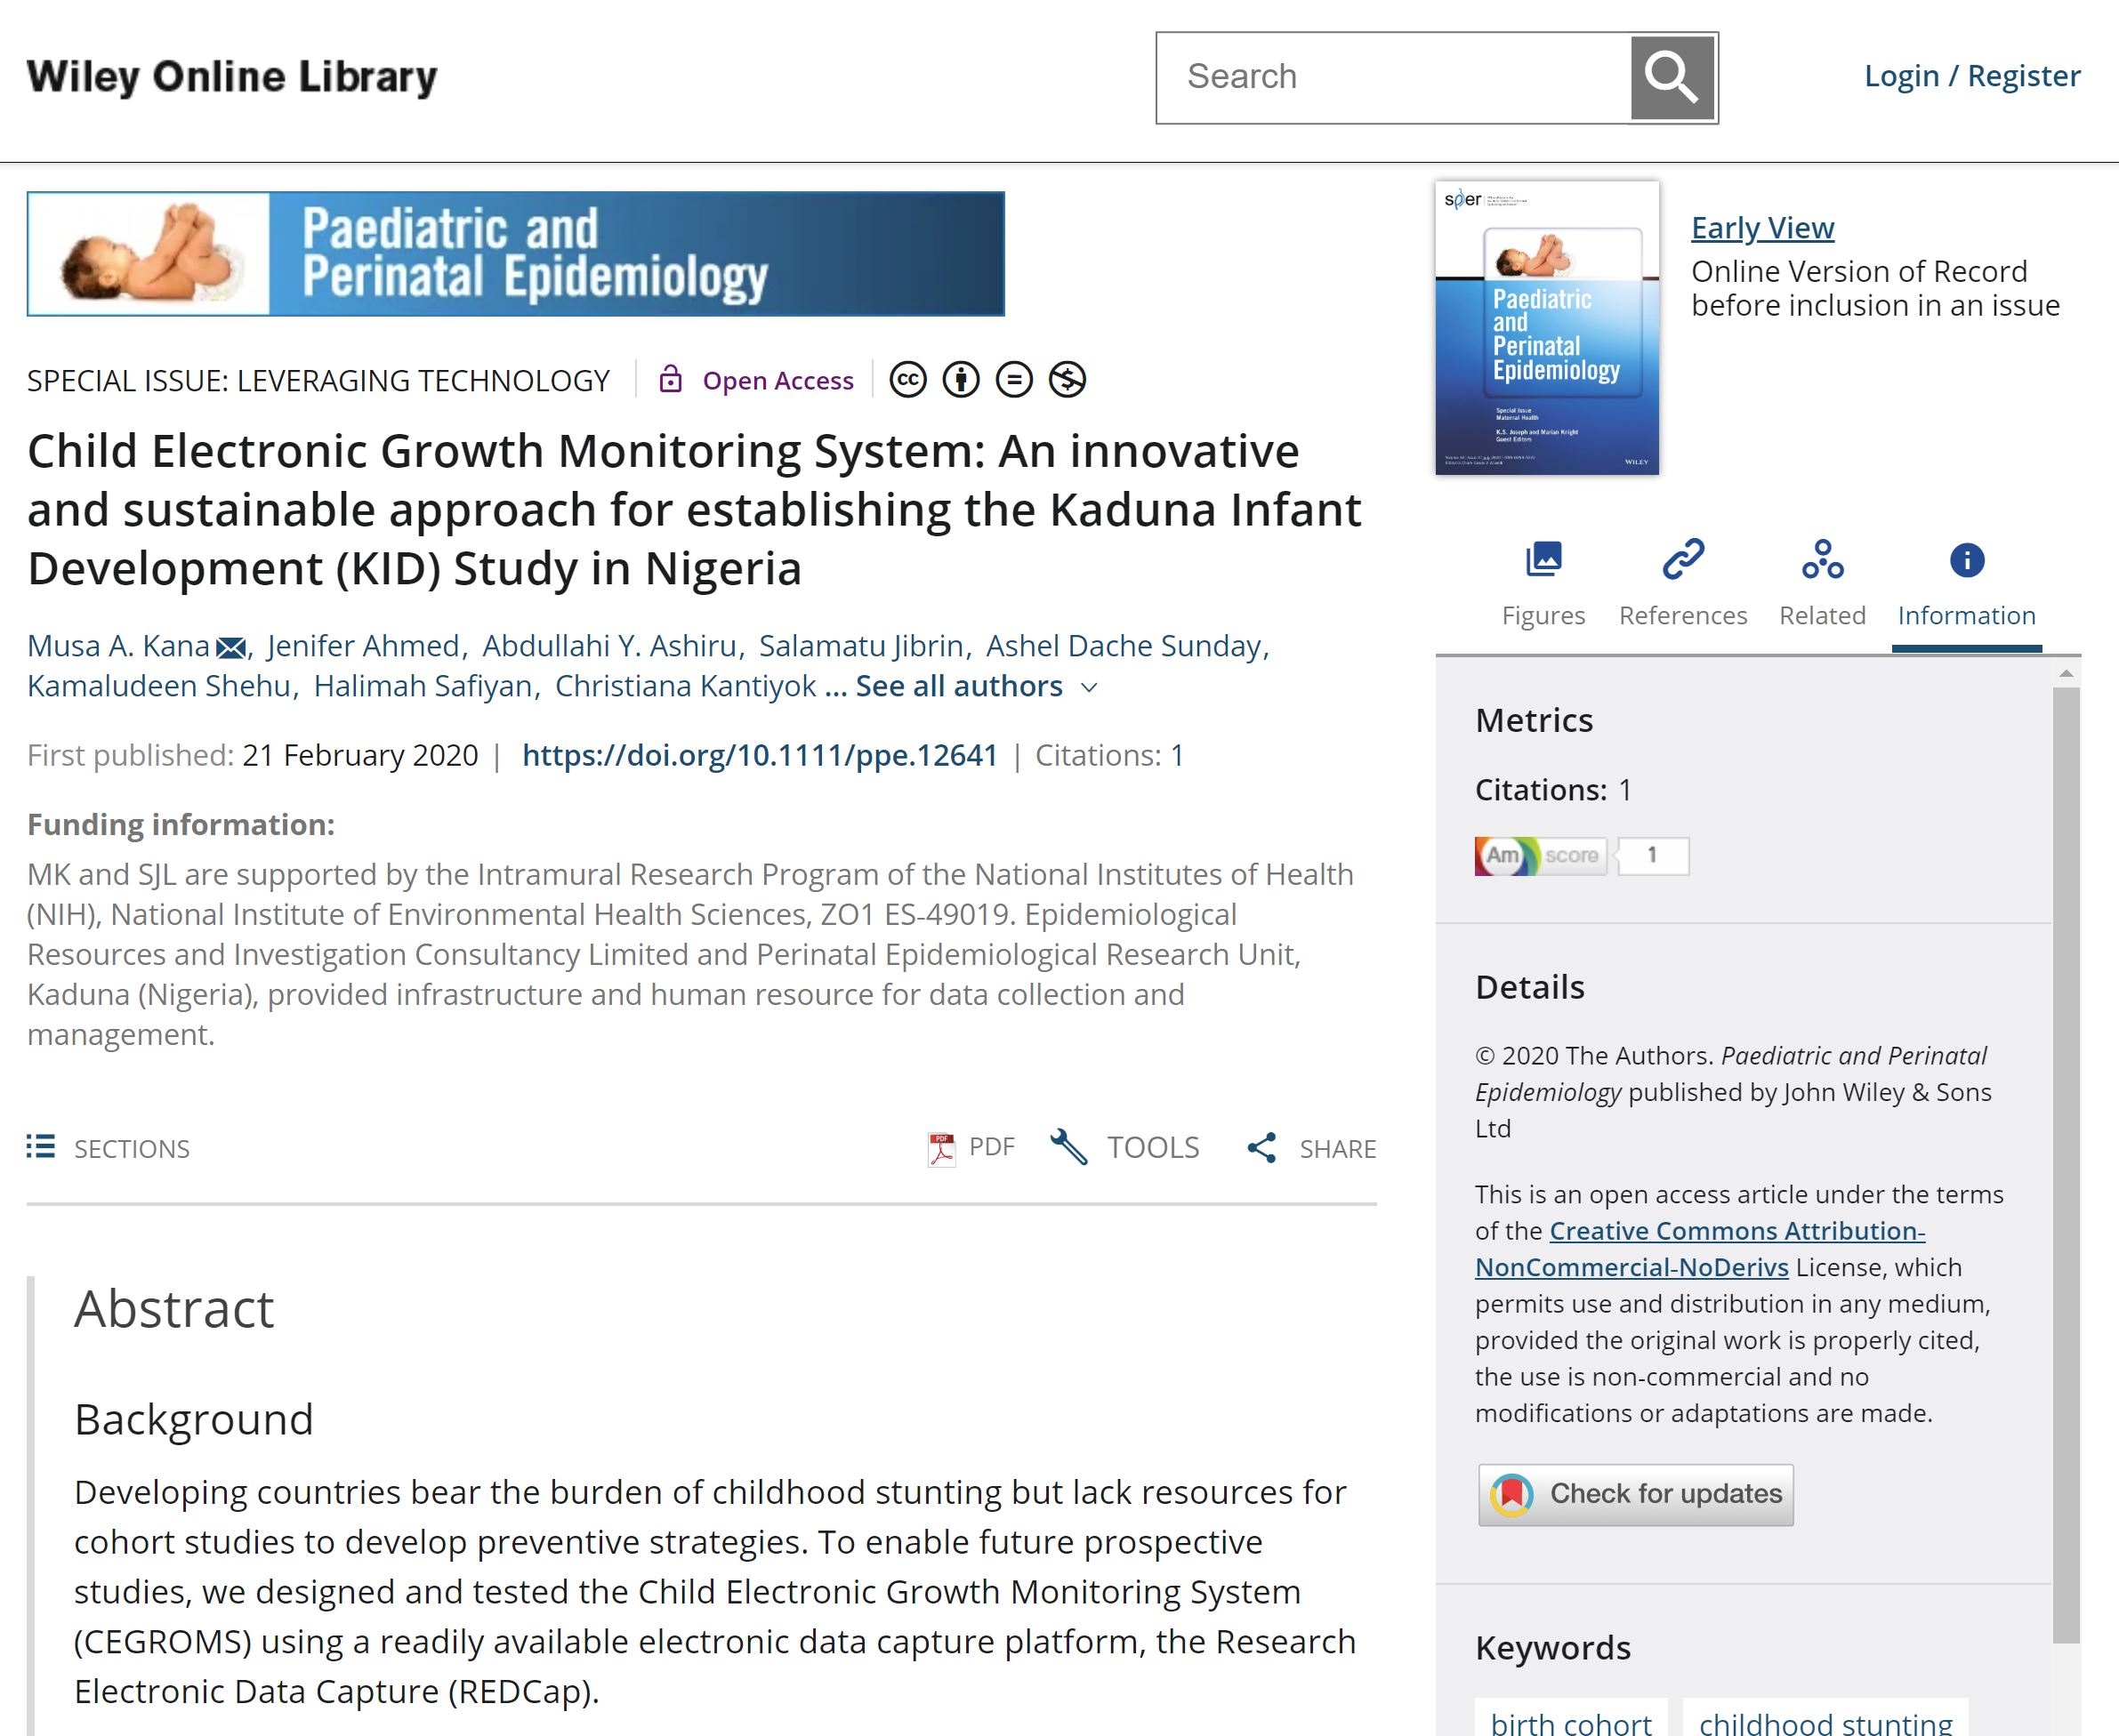 Wiley Online Library
Search
Login / Register
Paediatric and
Perinatal Epidemiology
SPECIAL ISSUE: LEVERAGING TECHNOLOGY
Open Access
Child Electronic Growth Monitoring System: An innovative
and sustainable approach for establishing the Kaduna Infant
Development (KID) Study in Nigeria
Musa A. Kana, Jenifer Ahmed, Abdullahi Y. Ashiru, Salamatu Jibrin, Ashel Dache Sunday,
Kamaludeen Shehu, Halimah Safiyan, Christiana Kantiyok ... See all authors
First published: 21 February 2020 | https://doi.org/10.1111/ppe.12641 | Citations: 1
Funding information:
MK and SJL are supported by the Intramural Research Program of the National Institutes of Health
(NIH), National Institute of Environmental Health Sciences, ZO1 ES-49019. Epidemiological
Resources and Investigation Consultancy Limited and Perinatal Epidemiological Research Unit,
Kaduna (Nigeria), provided infrastructure and human resource for data collection and
management.
SECTIONS
PDF
TOOLS
SHARE
Abstract
Background
Developing countries bear the burden of childhood stunting but lack resources for
cohort studies to develop preventive strategies. To enable future prospective
studies, we designed and tested the Child Electronic Growth Monitoring System
(CEGROMS) using a readily available electronic data capture platform, the Research
Electronic Data Capture (REDCap).
sper
Paediatric
and
Perinatal
Epidemiology
Special Issue
Maternal Health
K.S. Joseph and Marian Knight
Guest Editors
WILEY
Early View
Online Version of Record
before inclusion in an issue
Figures
References
Related
Information
Metrics
Citations: 1
Am score 1
Details
© 2020 The Authors. Paediatric and Perinatal
Epidemiology published by John Wiley & Sons
Ltd
This is an open access article under the terms
of the Creative Commons Attribution-
NonCommercial-NoDerivs License, which
permits use and distribution in any medium,
provided the original work is properly cited,
the use is non-commercial and no
modifications or adaptations are made.
Check for updates
Keywords
birth cohort
childhood stunting